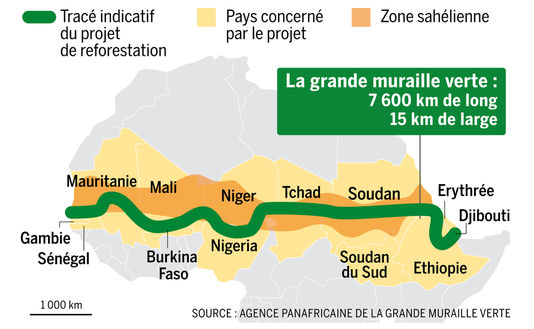 Tracé indicatif
du projet
de reforestation
Pays concerné
par le projet
Zone sahélienne
La grande muraille verte :
7 600 km de long
15 km de large
Mauritanie
Mali
Niger
Tchad
Soudan
Erythrée
Djibouti
Gambie
Sénégal
Burkina
Faso
Nigeria
Soudan
du Sud
Ethiopie
1 000 km
SOURCE : AGENCE PANAFRICAINE DE LA GRANDE MURAILLE VERTE